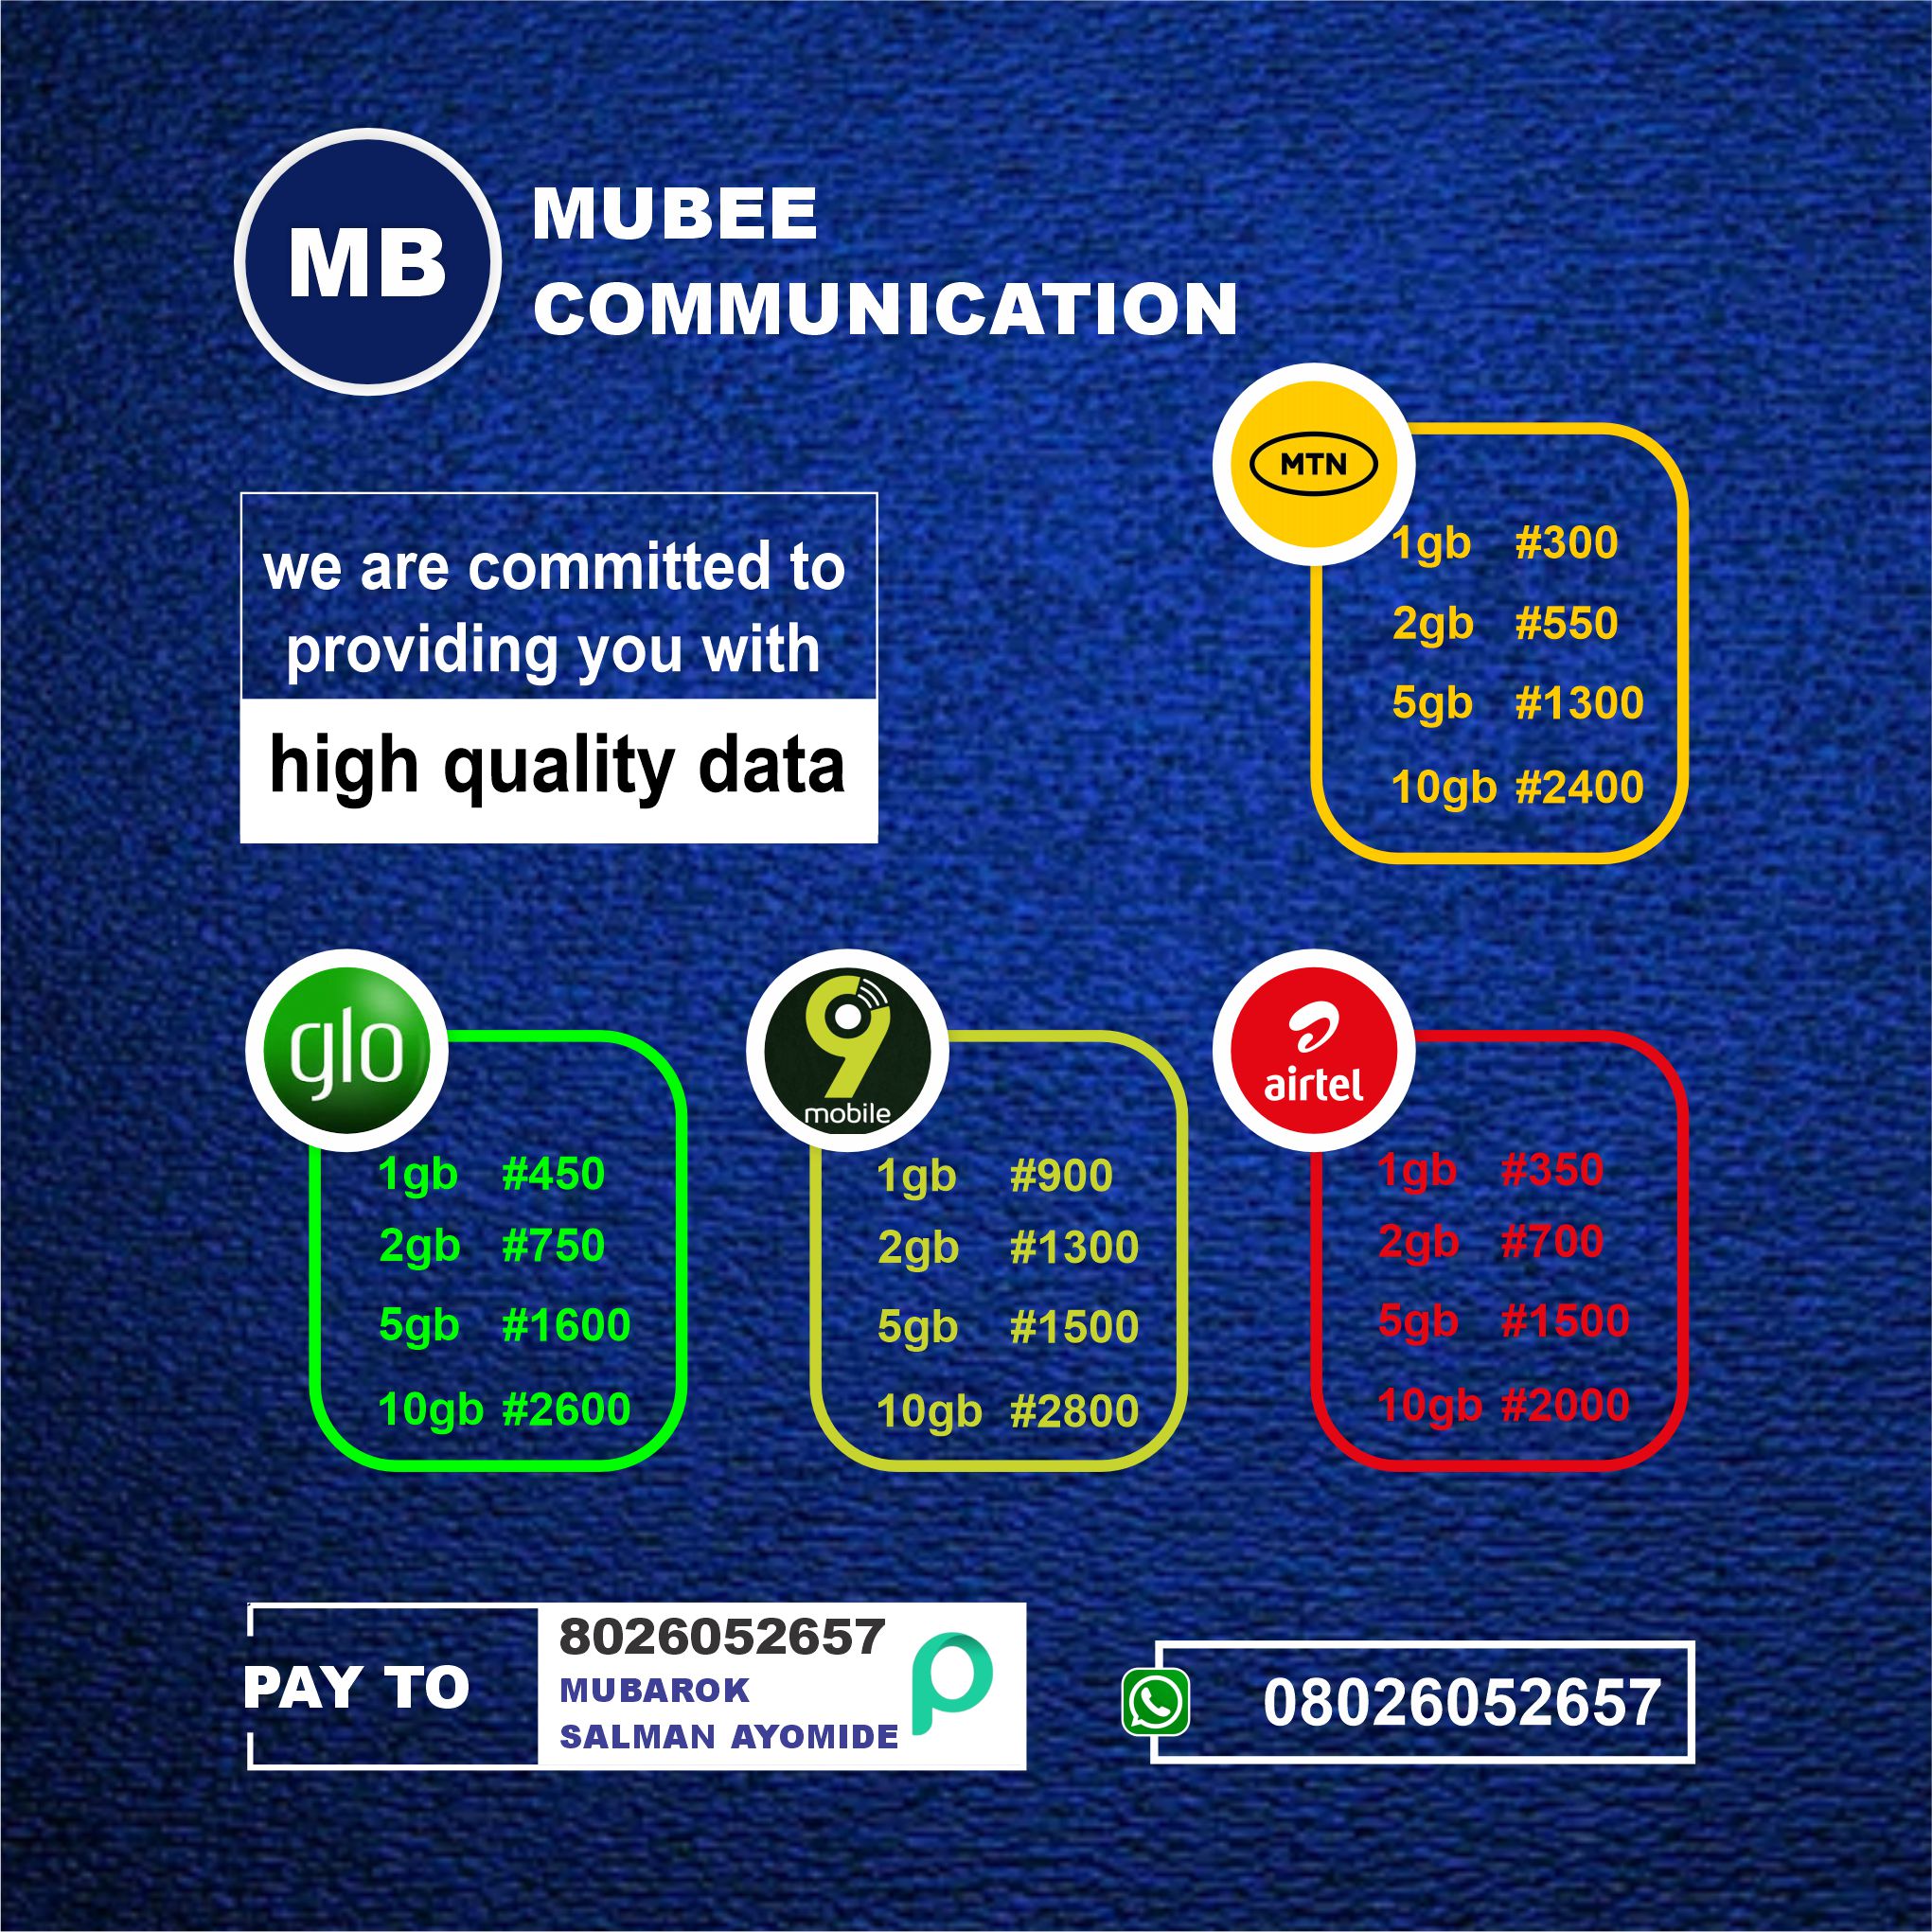 MB
MUBEE
COMMUNICATION
we are committed to
providing you with
high quality data
MTN
1gb #300
2gb #550
5gb #1300
10gb #2400
glo
1gb #450
2gb #750
5gb #1600
10gb #2600
9
mobile
1gb #900
2gb #1300
5gb #1500
10gb #2800
airtel
1gb #350
2gb #700
5gb #1500
10gb #2000
PAY TO
8026052657
MUBAROK
SALMAN AYOMIDE
08026052657